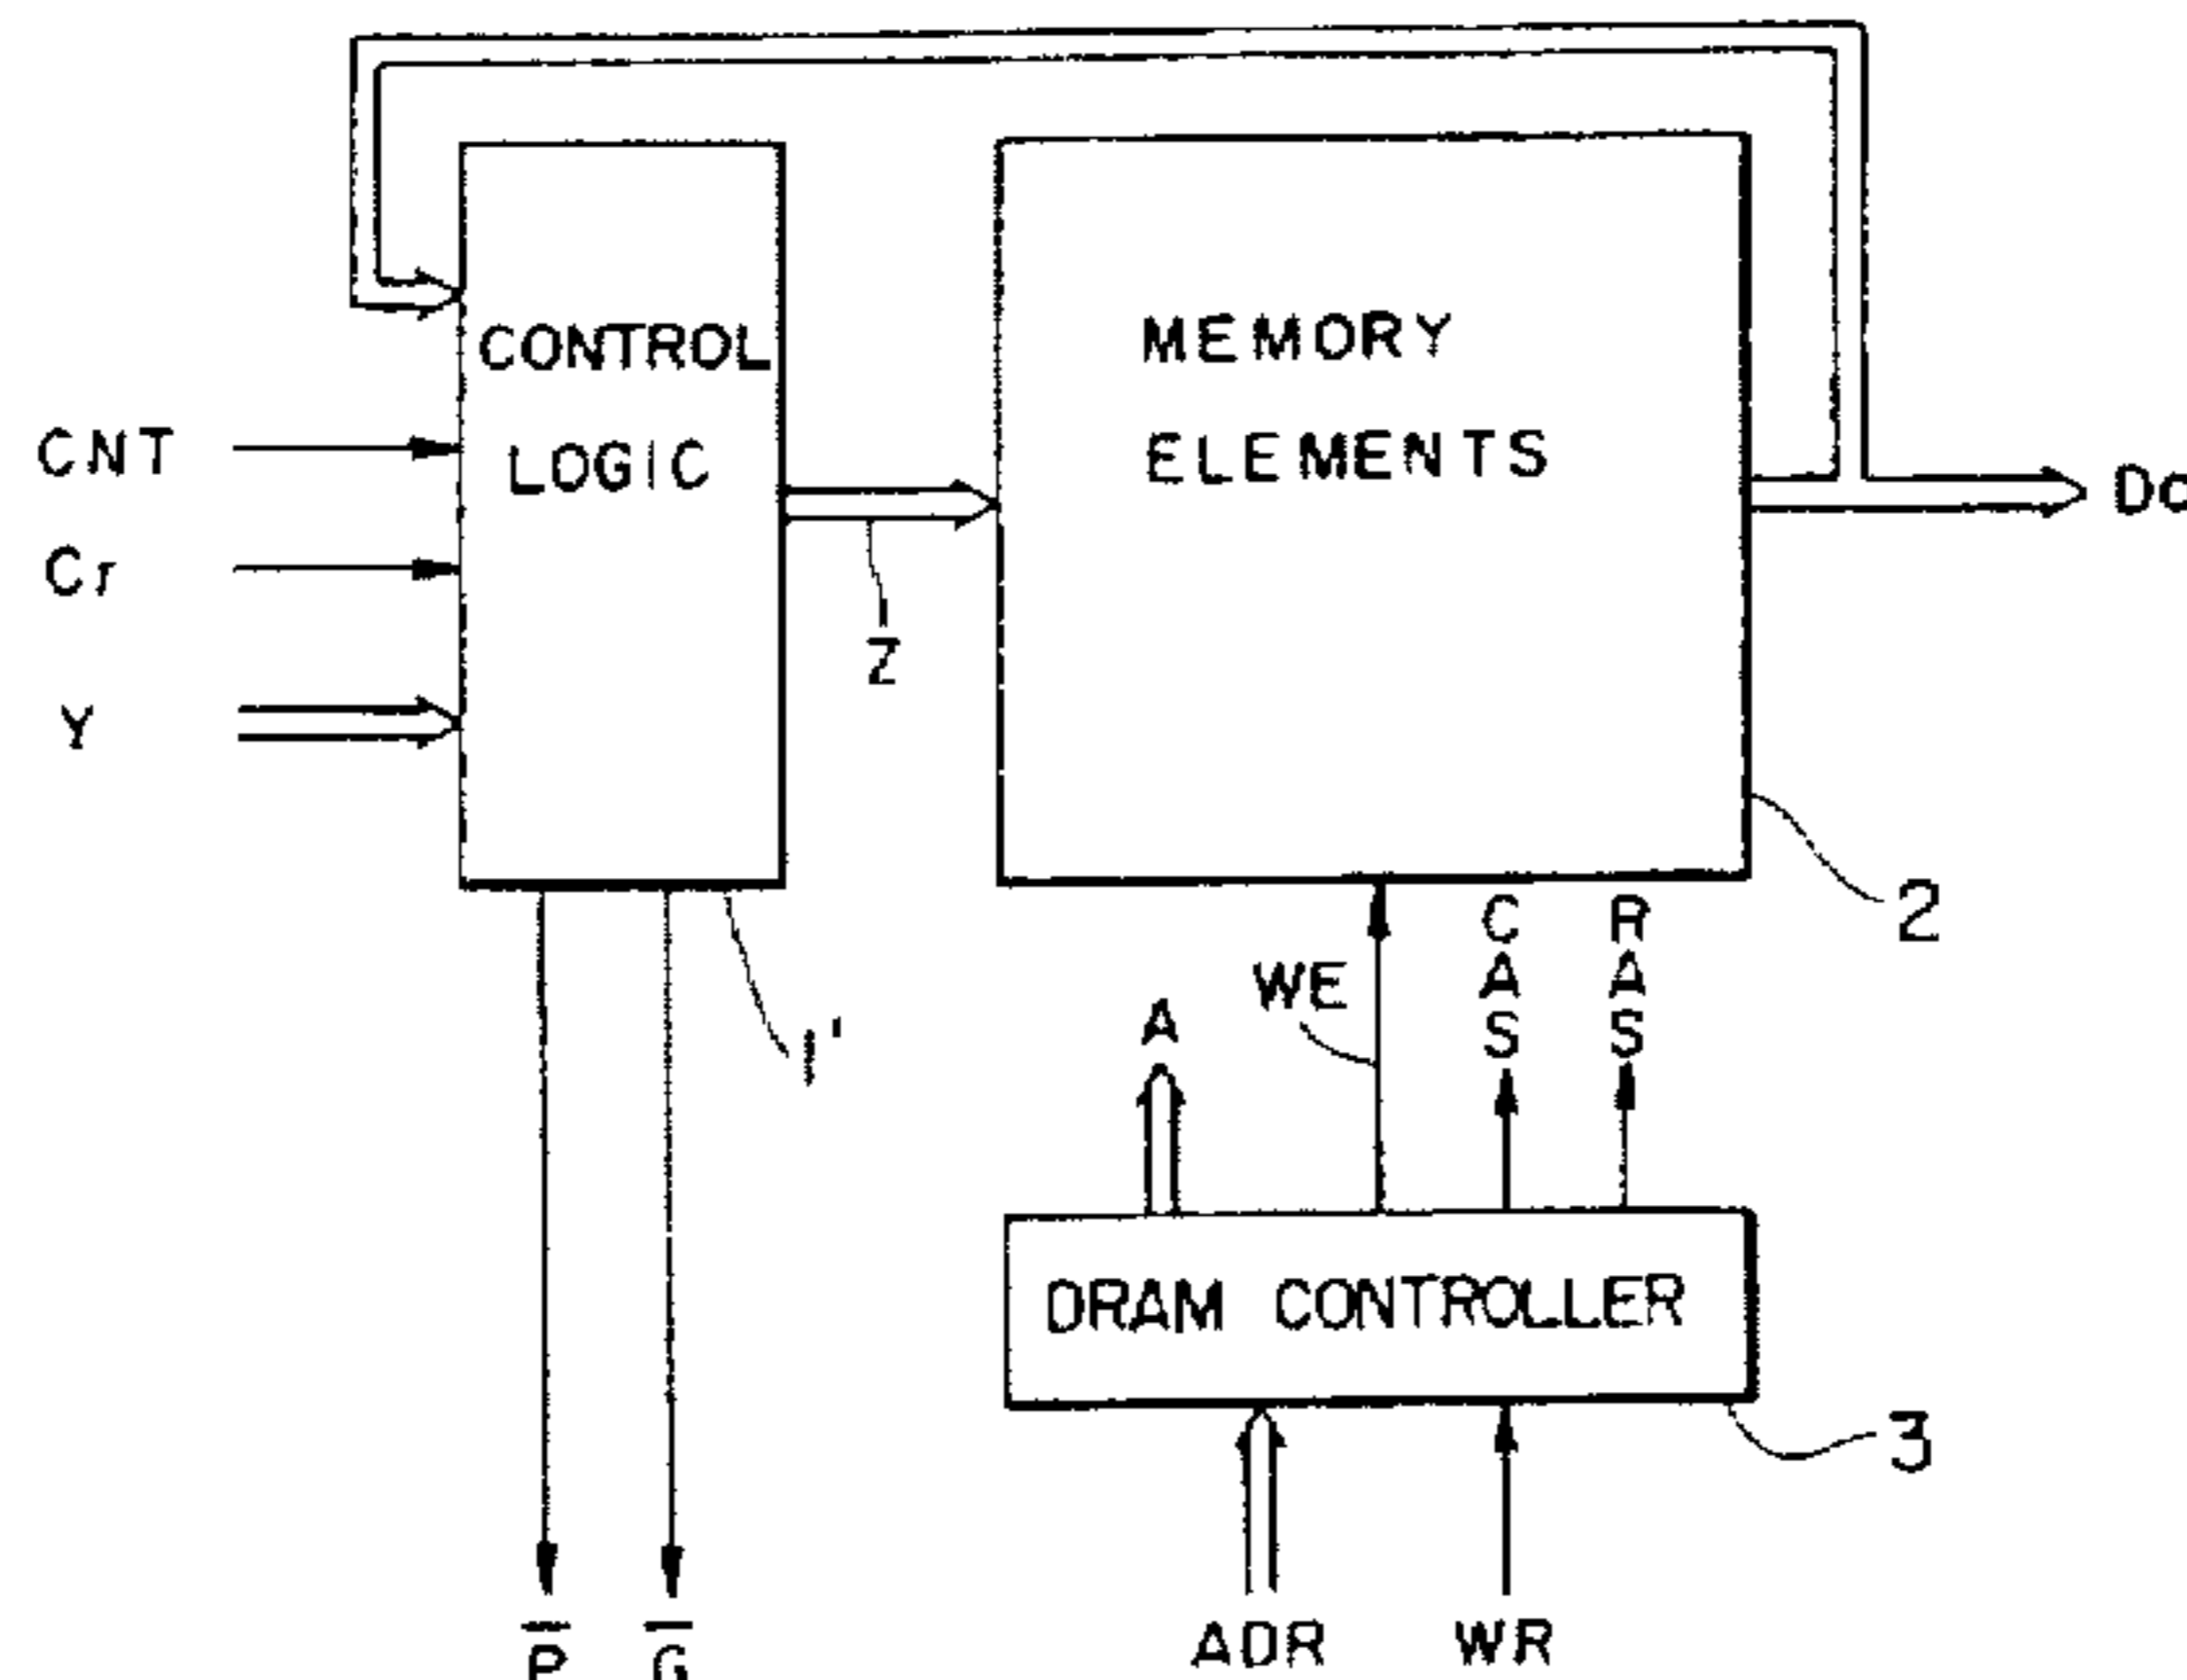 CONTROL
LOGIC
MEMORY
ELEMENTS
CNT
Cr
Y
Z
2
1'
A
WE
CAS
RAS
DRAM CONTROLLER
3
P̅
G̅
ADR
WR